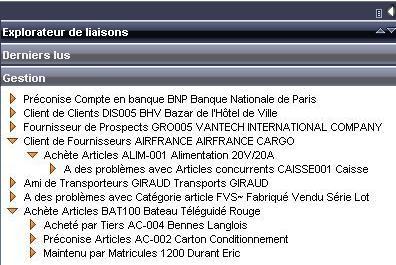 Explorateur de liaisons
Derniers lus
Gestion
Préconise Compte en banque BNP Banque Nationale de Paris
Client de Clients DIS005 BHV Bazar de l'Hôtel de Ville
Fournisseur de Prospects GRO005 VANTECH INTERNATIONAL COMPANY
Client de Fournisseurs AIRFRANCE AIRFRANCE CARGO
Achète Articles ALIM-001 Alimentation 20V/20A
A des problèmes avec Articles concurrents CAISSE001 Caisse
Ami de Transporteurs GIRAUD Transports GIRAUD
A des problèmes avec Catégorie article FVS~ Fabriqué Vendu Série Lot
Achète Articles BAT100 Bateau Téléguidé Rouge
Acheté par Tiers AC-004 Bennes Langlois
Préconise Articles AC-002 Carton Conditionnement
Maintenu par Matricules 1200 Durant Eric